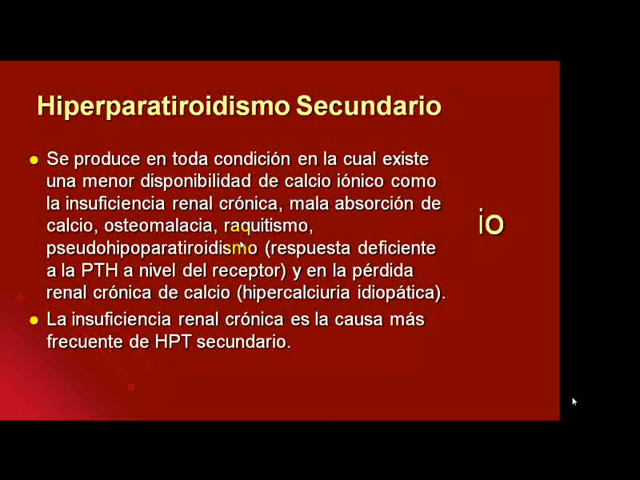 Hiperparatiroidismo Secundario
Se produce en toda condición en la cual existe
una menor disponibilidad de calcio iónico como
la insuficiencia renal crónica, mala absorción de
calcio, osteomalacia, raquitismo,
pseudohipoparatiroidismo (respuesta deficiente
a la PTH a nivel del receptor) y en la pérdida
renal crónica de calcio (hipercalciuria idiopática).
La insuficiencia renal crónica es la causa más
frecuente de HPT secundario.
io